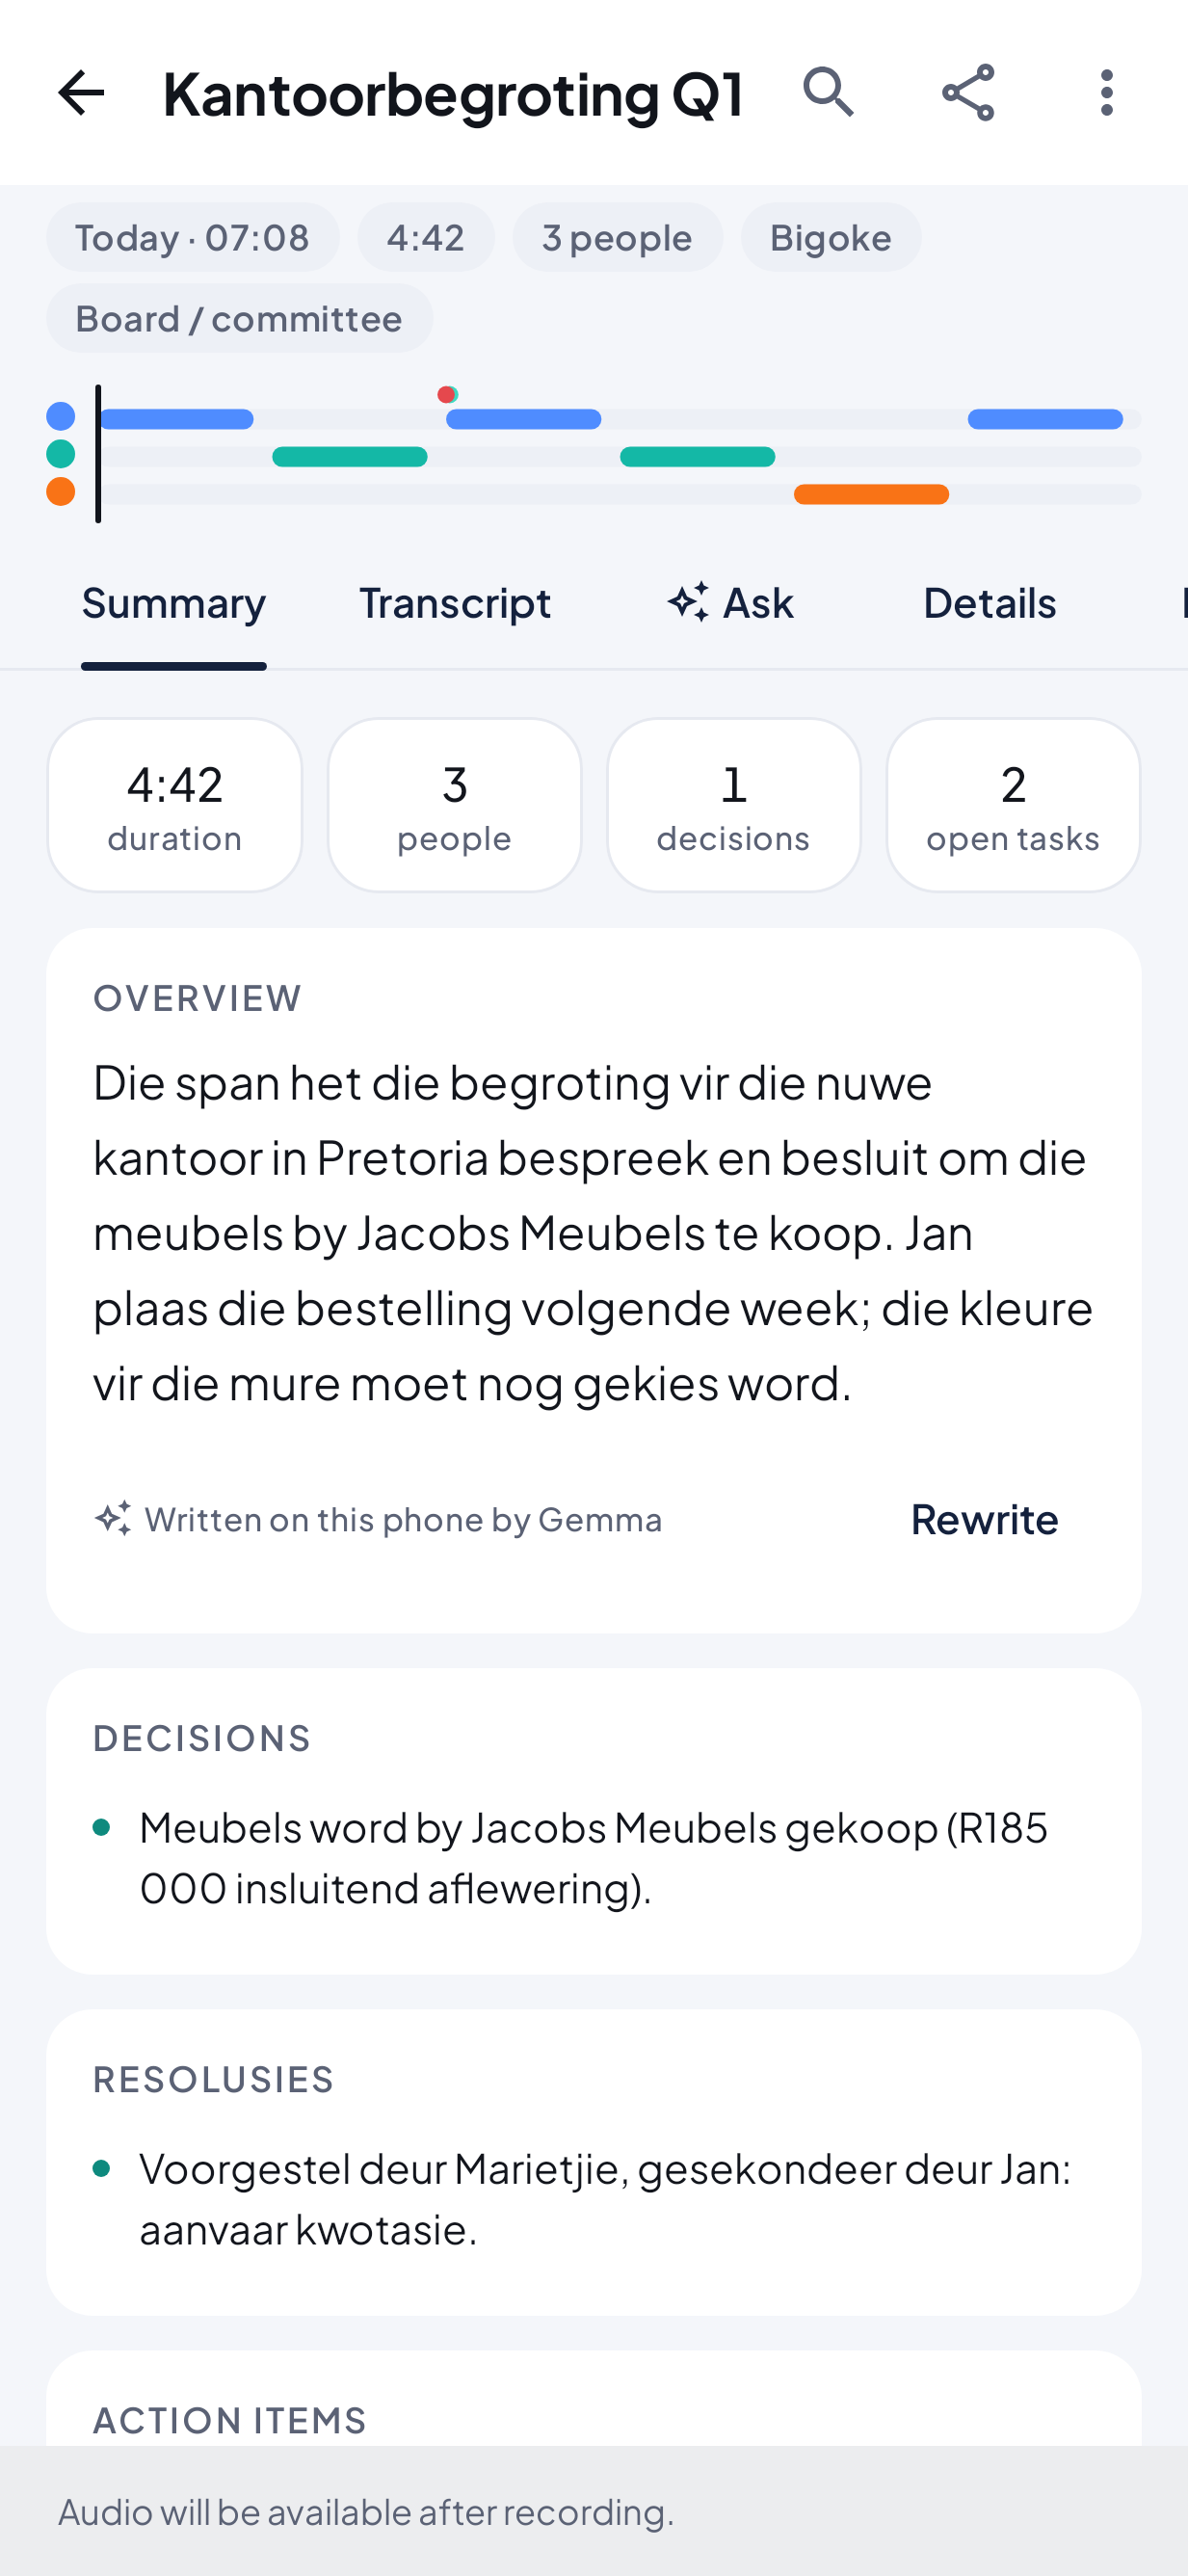 Kantoorbegroting Q1
Today · 07:08
4:42
3 people
Bigoke
Board / committee
Summary
Transcript
Ask
Details
4:42
duration
3
people
1
decisions
2
open tasks
OVERVIEW
Die span het die begroting vir die nuwe
kantoor in Pretoria bespreek en besluit om die
meubels by Jacobs Meubels te koop. Jan
plaas die bestelling volgende week; die kleure
vir die mure moet nog gekies word.
Written on this phone by Gemma
Rewrite
DECISIONS
Meubels word by Jacobs Meubels gekoop (R185
000 insluitend aflewering).
RESOLUSIES
Voorgestel deur Marietjie, gesekondeer deur Jan:
aanvaar kwotasie.
ACTION ITEMS
Audio will be available after recording.